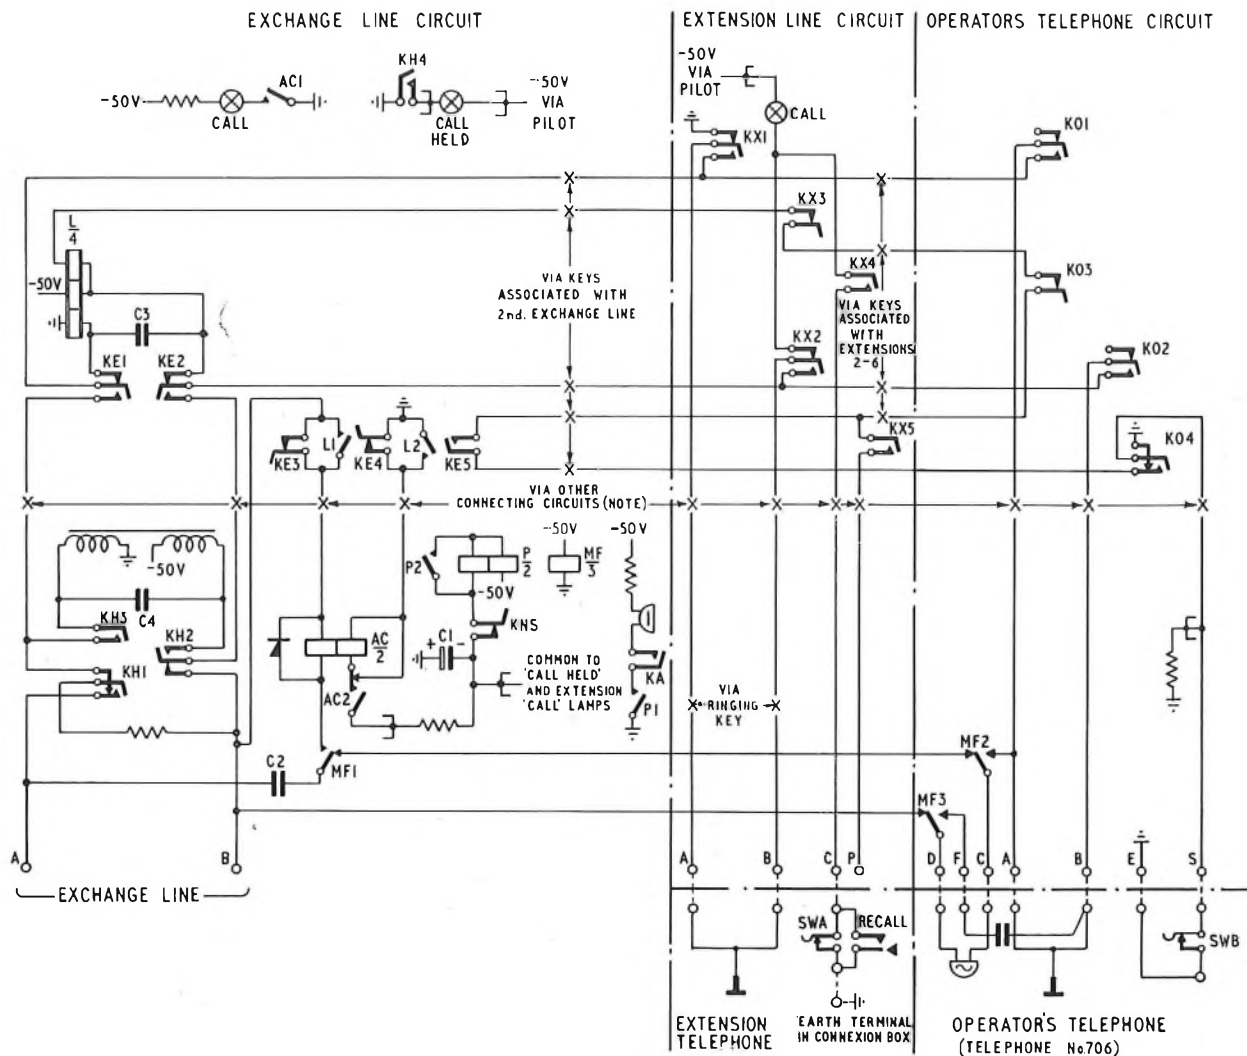 EXCHANGE LINE CIRCUIT
EXTENSION LINE CIRCUIT
OPERATORS TELEPHONE CIRCUIT
-50V
CALL
AC1
KH4
CALL
HELD
-50V
VIA
PILOT
-50V
VIA
PILOT
CALL
KX1
KO1
L
4
-50V
C3
KX3
KX4
KO3
VIA KEYS
ASSOCIATED WITH
2nd. EXCHANGE LINE
VIA KEYS
ASSOCIATED
WITH
EXTENSIONS
2-6
KE1
KE2
KX2
KO2
KE3
L1
KE4
L2
KE5
KX5
KO4
VIA OTHER
CONNECTING CIRCUITS (NOTE)
-50V
C4
KH3
KH2
KH1
P2
P
2
-50V
-50V
MF
3
-50V
KNS
AC
2
AC2
+ C1 -
COMMON TO
'CALL HELD'
AND EXTENSION
'CALL' LAMPS
KA
P1
VIA
RINGING
KEY
C2
MF1
MF2
MF3
A
B
EXCHANGE LINE
A
B
C
P
D
F
C
A
B
E
S
SWA
RECALL
SWB
EXTENSION
TELEPHONE
EARTH TERMINAL
IN CONNEXION BOX
OPERATOR'S TELEPHONE
(TELEPHONE No.706)